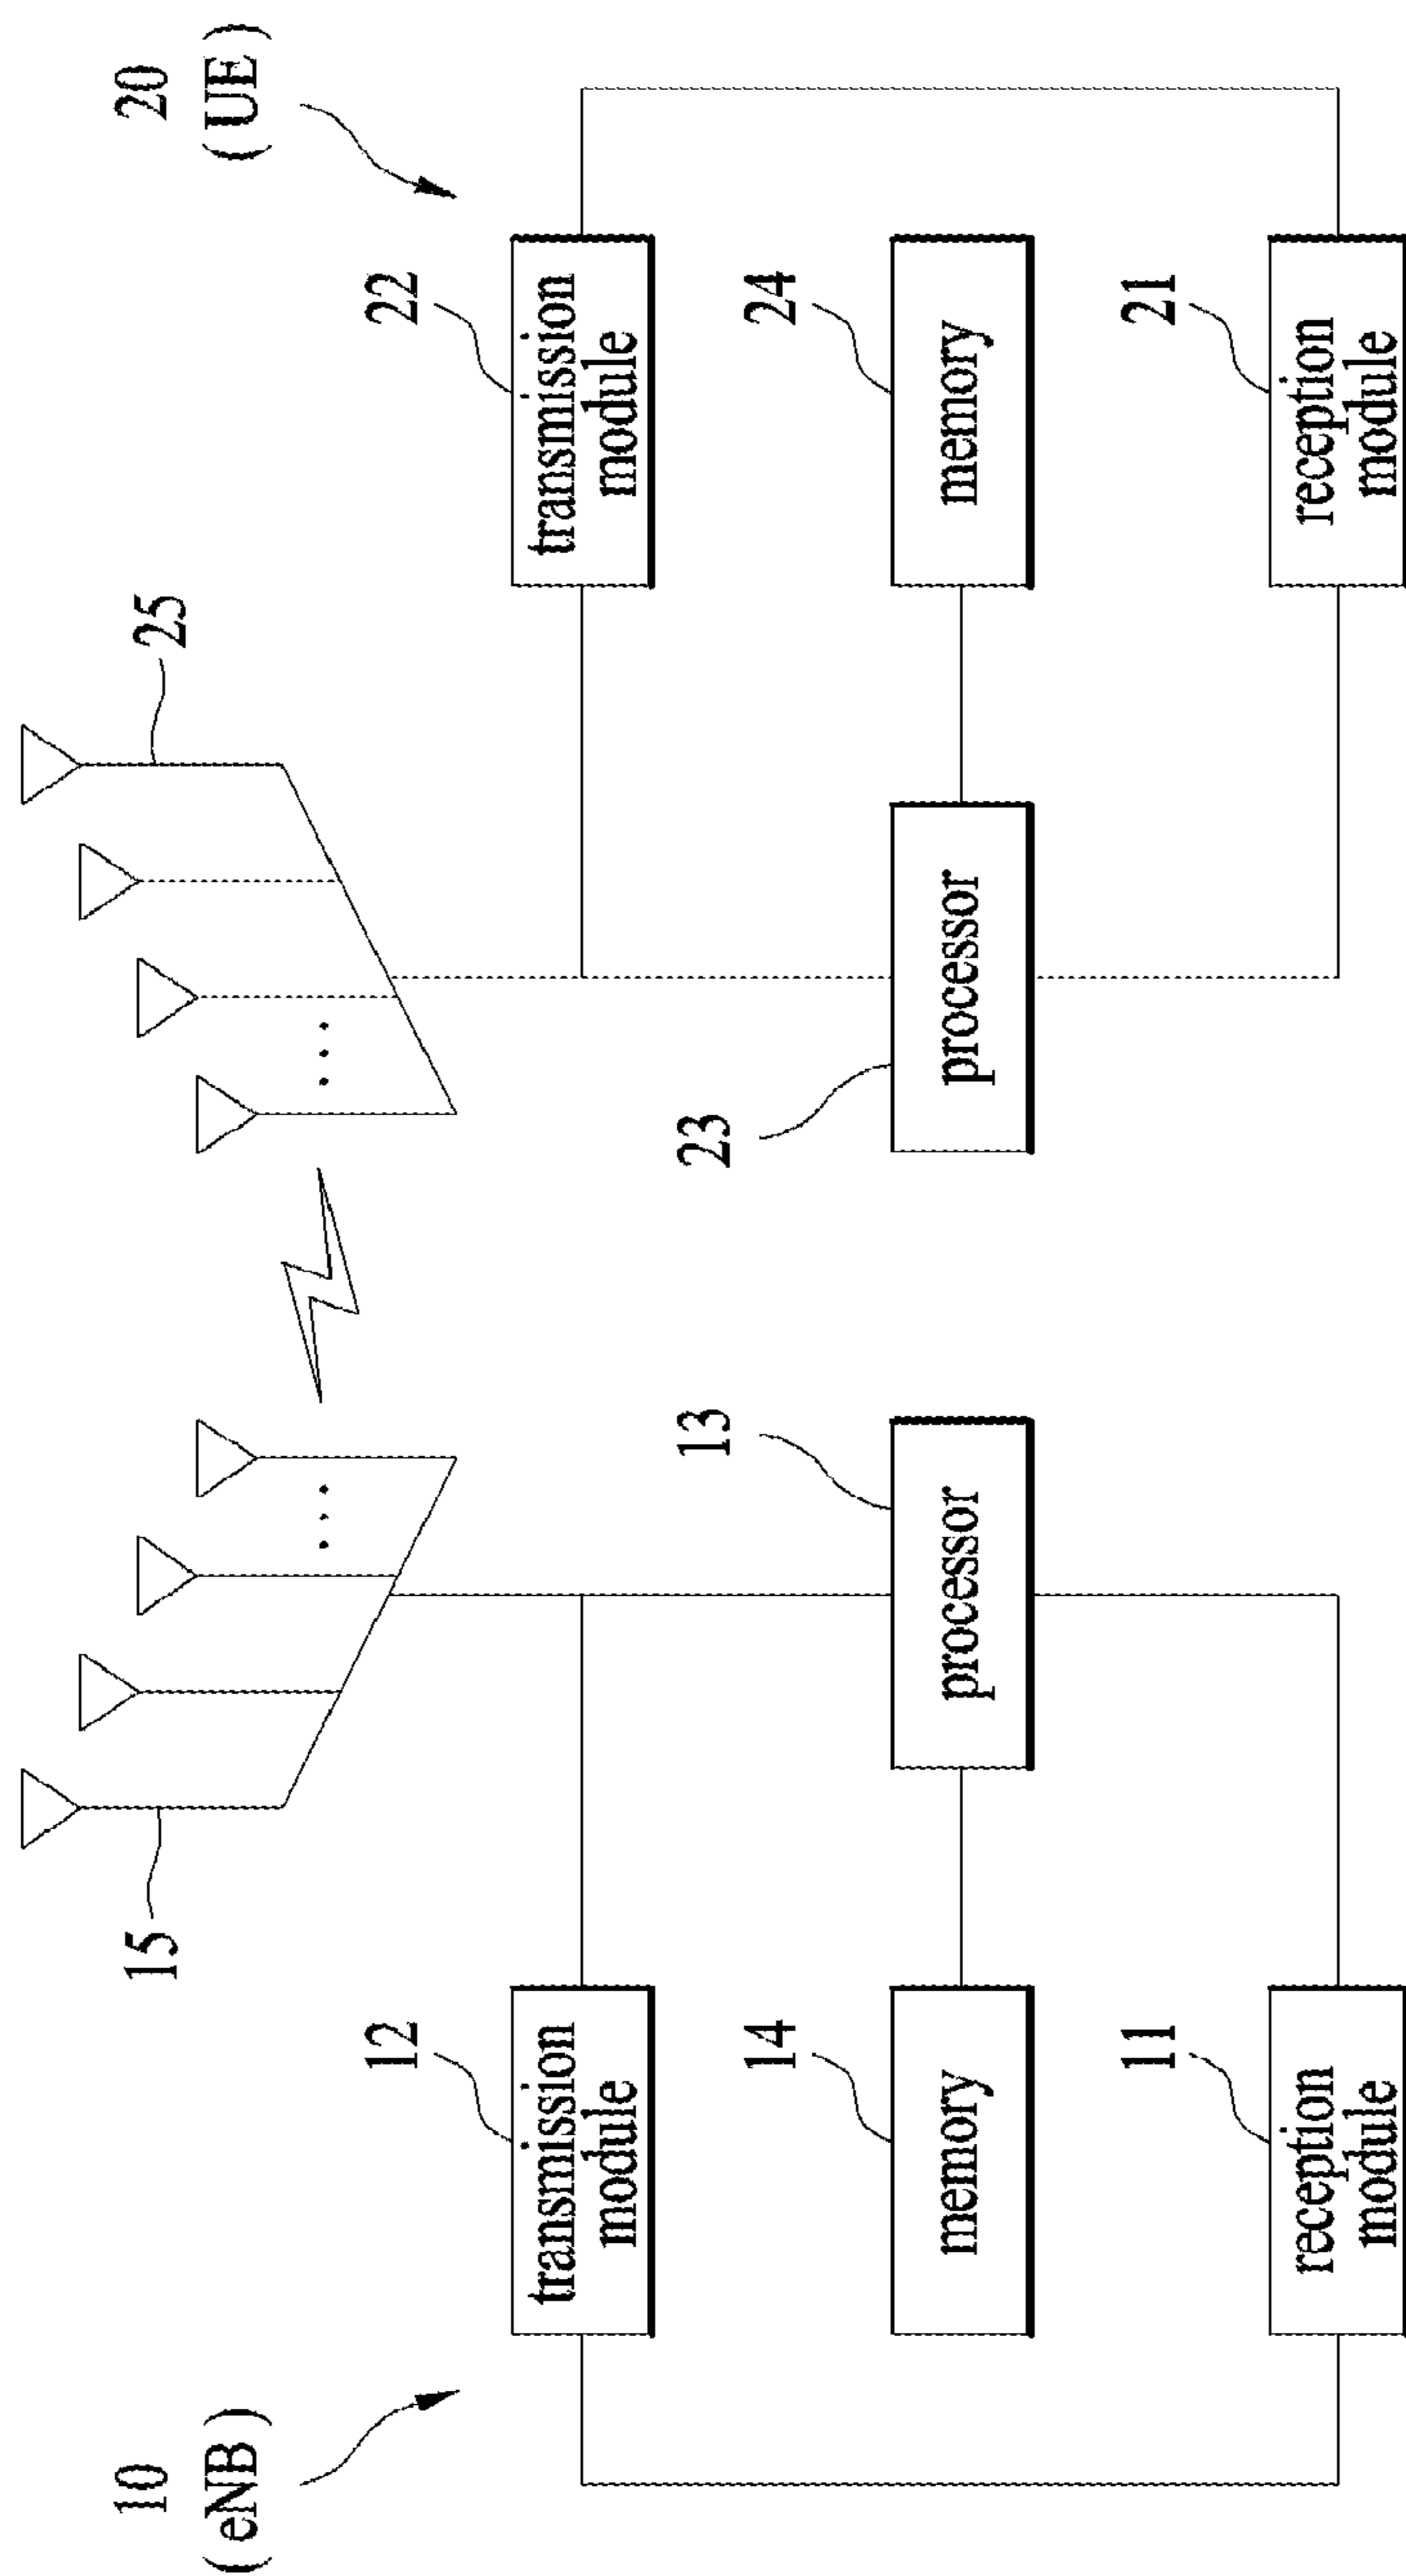 10
( eNB )
20
( UE )
15
25
12
transmission
module
22
transmission
module
13
processor
23
processor
14
memory
24
memory
11
reception
module
21
reception
module